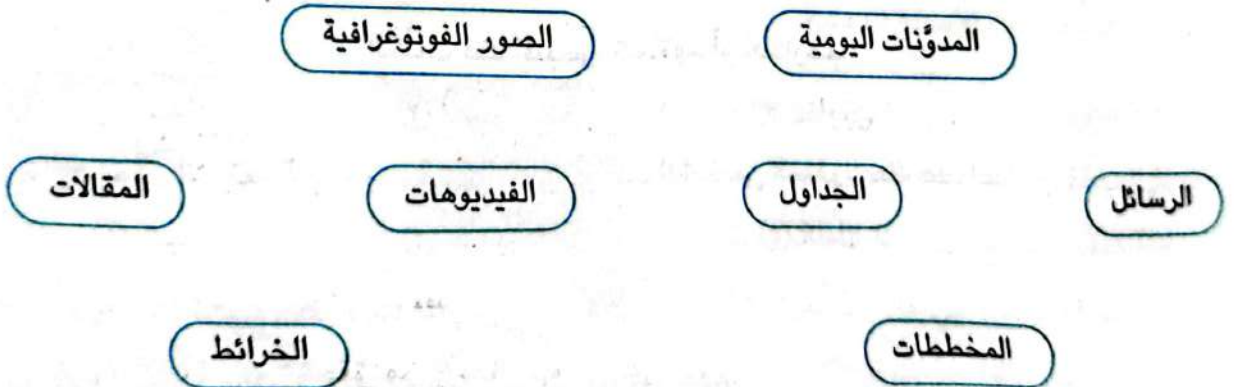 المدوَّنات اليومية
الصور الفوتوغرافية
الرسائل
الجداول
الفيديوهات
المقالات
المخططات
الخرائط